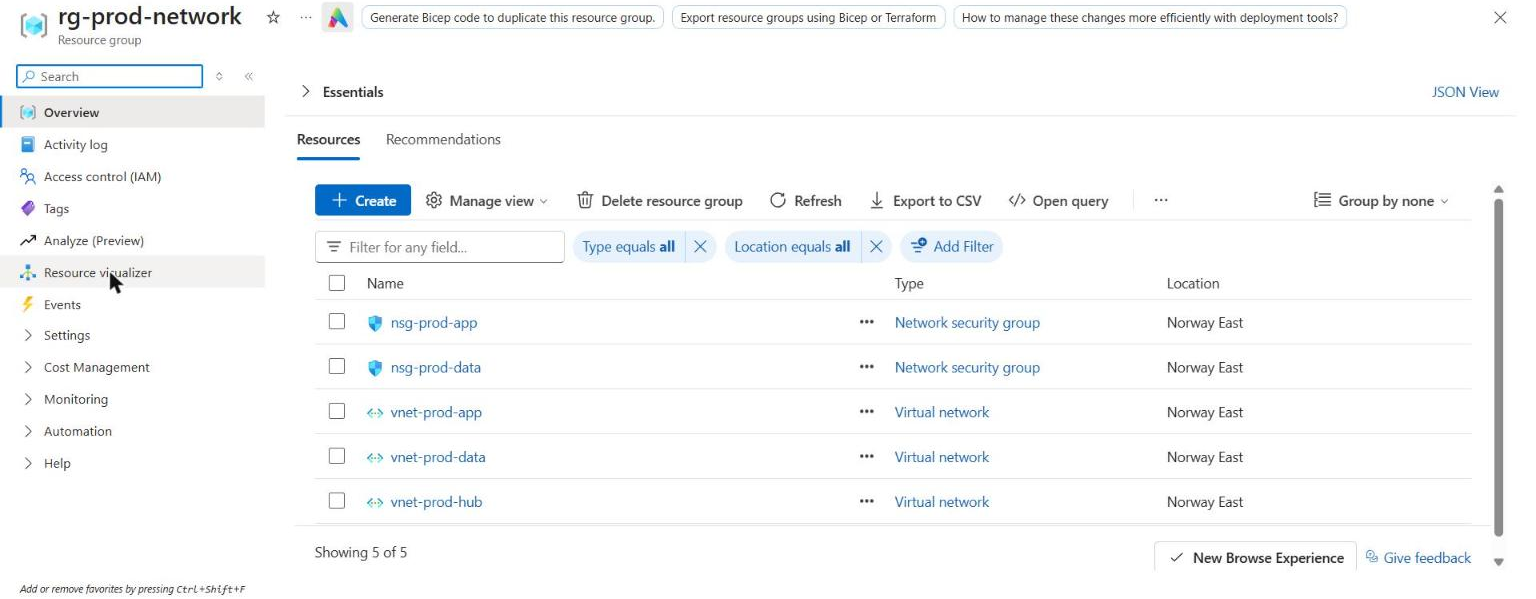 rg-prod-network
Resource group
Generate Bicep code to duplicate this resource group.
Export resource groups using Bicep or Terraform
How to manage these changes more efficiently with deployment tools?
Search
Overview
Activity log
Access control (IAM)
Tags
Analyze (Preview)
Resource visualizer
Events
Settings
Cost Management
Monitoring
Automation
Help
Add or remove favorites by pressing Ctrl+Shift+F
Essentials
JSON View
Resources Recommendations
+ Create Manage view Delete resource group Refresh Export to CSV Open query ... Group by none
Filter for any field... Type equals all Location equals all Add Filter
Name Type Location
nsg-prod-app ... Network security group Norway East
nsg-prod-data ... Network security group Norway East
vnet-prod-app ... Virtual network Norway East
vnet-prod-data ... Virtual network Norway East
vnet-prod-hub ... Virtual network Norway East
Showing 5 of 5
New Browse Experience Give feedback